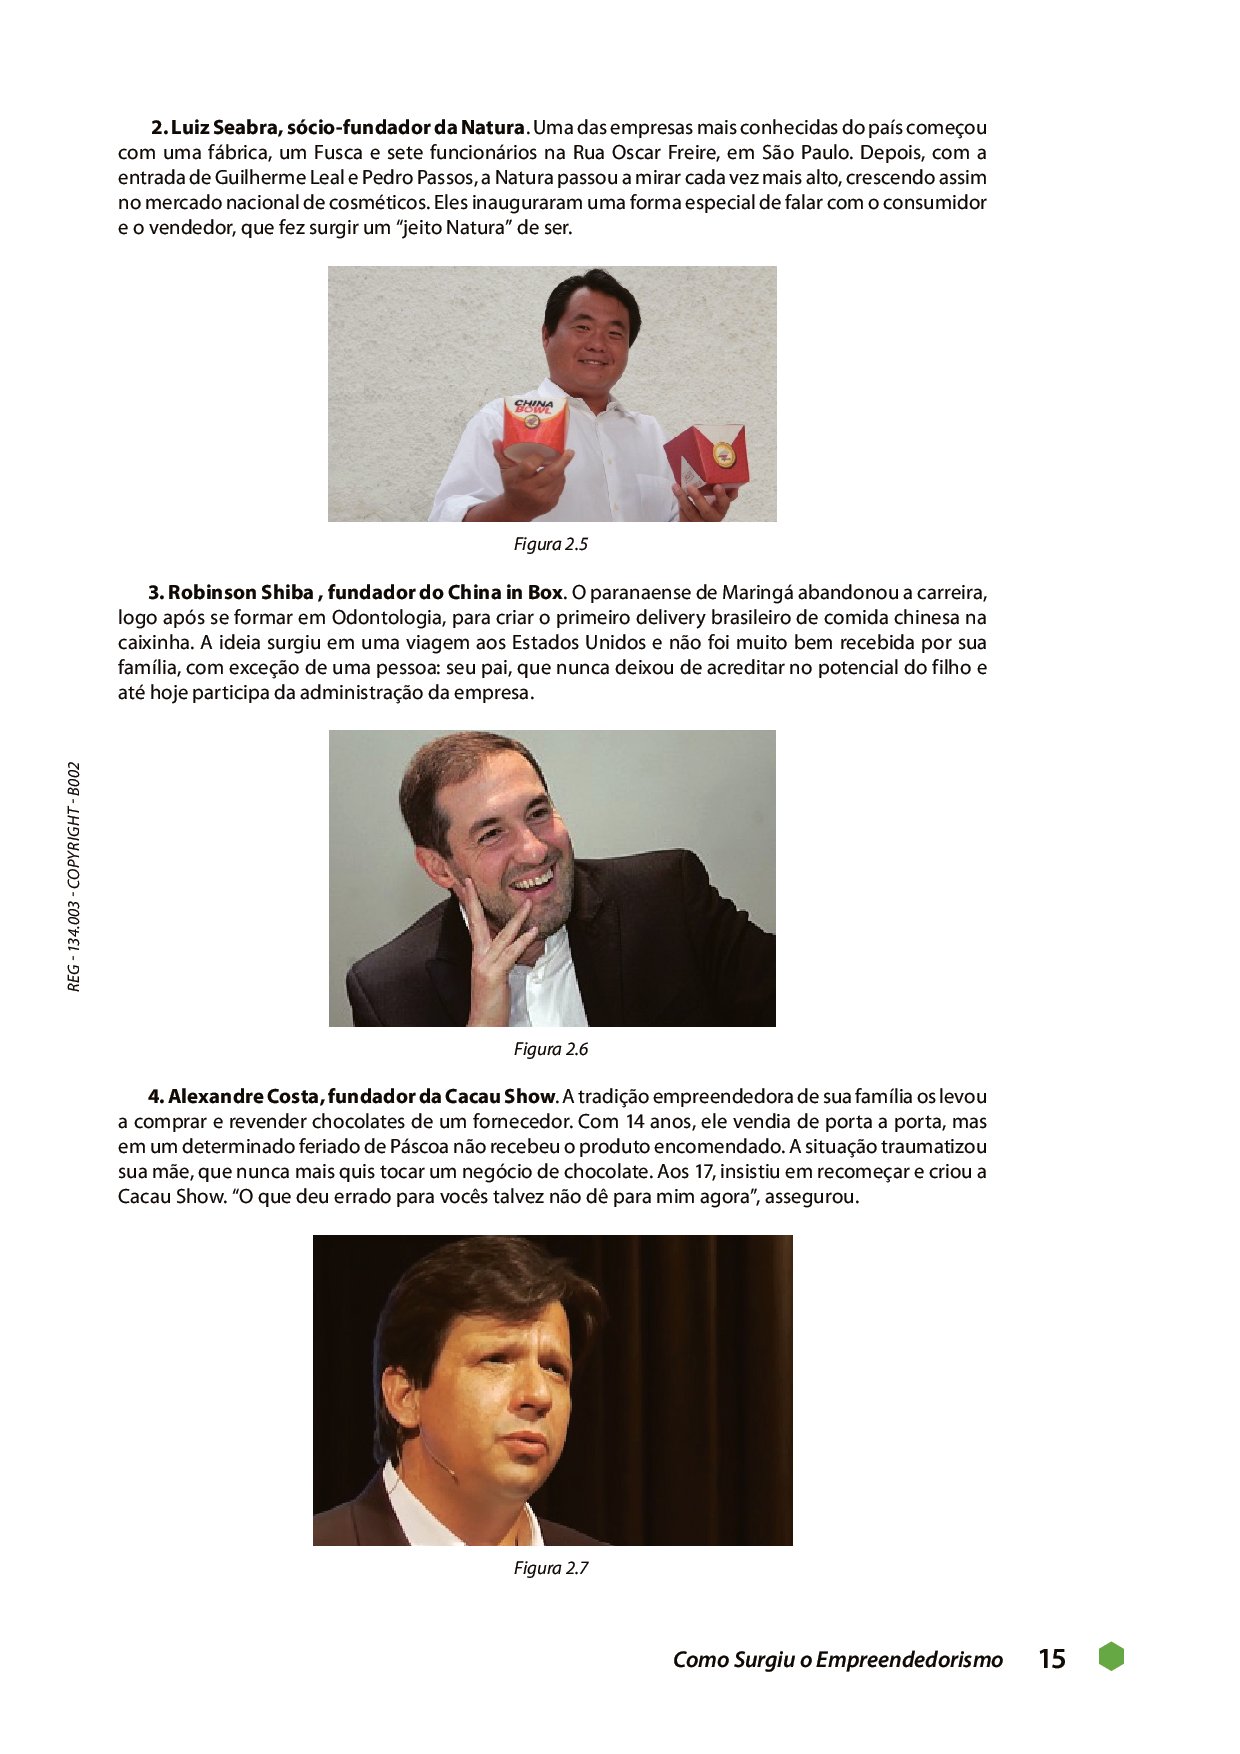 2. Luiz Seabra, sócio-fundador da Natura. Uma das empresas mais conhecidas do país começou
com uma fábrica, um Fusca e sete funcionários na Rua Oscar Freire, em São Paulo. Depois, com a
entrada de Guilherme Leal e Pedro Passos, a Natura passou a mirar cada vez mais alto, crescendo assim
no mercado nacional de cosméticos. Eles inauguraram uma forma especial de falar com o consumidor
e o vendedor, que fez surgir um “jeito Natura” de ser.
CHINA
BOWL
Figura 2.5
3. Robinson Shiba , fundador do China in Box. O paranaense de Maringá abandonou a carreira,
logo após se formar em Odontologia, para criar o primeiro delivery brasileiro de comida chinesa na
caixinha. A ideia surgiu em uma viagem aos Estados Unidos e não foi muito bem recebida por sua
família, com exceção de uma pessoa: seu pai, que nunca deixou de acreditar no potencial do filho e
até hoje participa da administração da empresa.
REG - 134.003 - COPYRIGHT - B002
Figura 2.6
4. Alexandre Costa, fundador da Cacau Show. A tradição empreendedora de sua família os levou
a comprar e revender chocolates de um fornecedor. Com 14 anos, ele vendia de porta a porta, mas
em um determinado feriado de Páscoa não recebeu o produto encomendado. A situação traumatizou
sua mãe, que nunca mais quis tocar um negócio de chocolate. Aos 17, insistiu em recomeçar e criou a
Cacau Show. “O que deu errado para vocês talvez não dê para mim agora”, assegurou.
Figura 2.7
Como Surgiu o Empreendedorismo 15